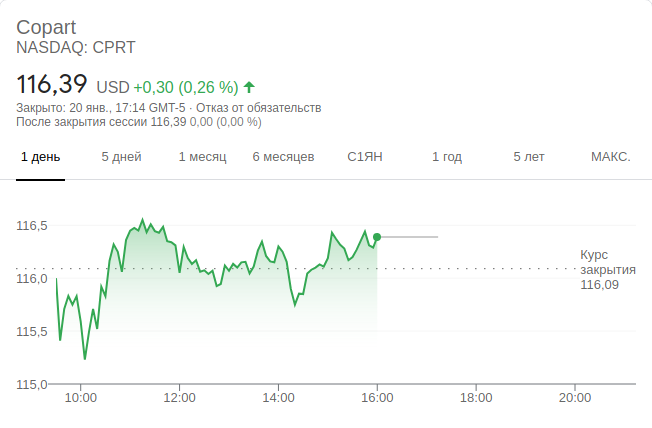 Copart
NASDAQ: CPRT
116,39 USD +0,30 (0,26 %)
Закрыто: 20 янв., 17:14 GMT-5 · Отказ от обязательств
После закрытия сессии 116,39 0,00 (0,00 %)
1 день 5 дней 1 месяц 6 месяцев С1ЯН 1 год 5 лет МАКС.
116,5
Курс
закрытия
116,09
116,0
115,5
115,0
10:00 12:00 14:00 16:00 18:00 20:00